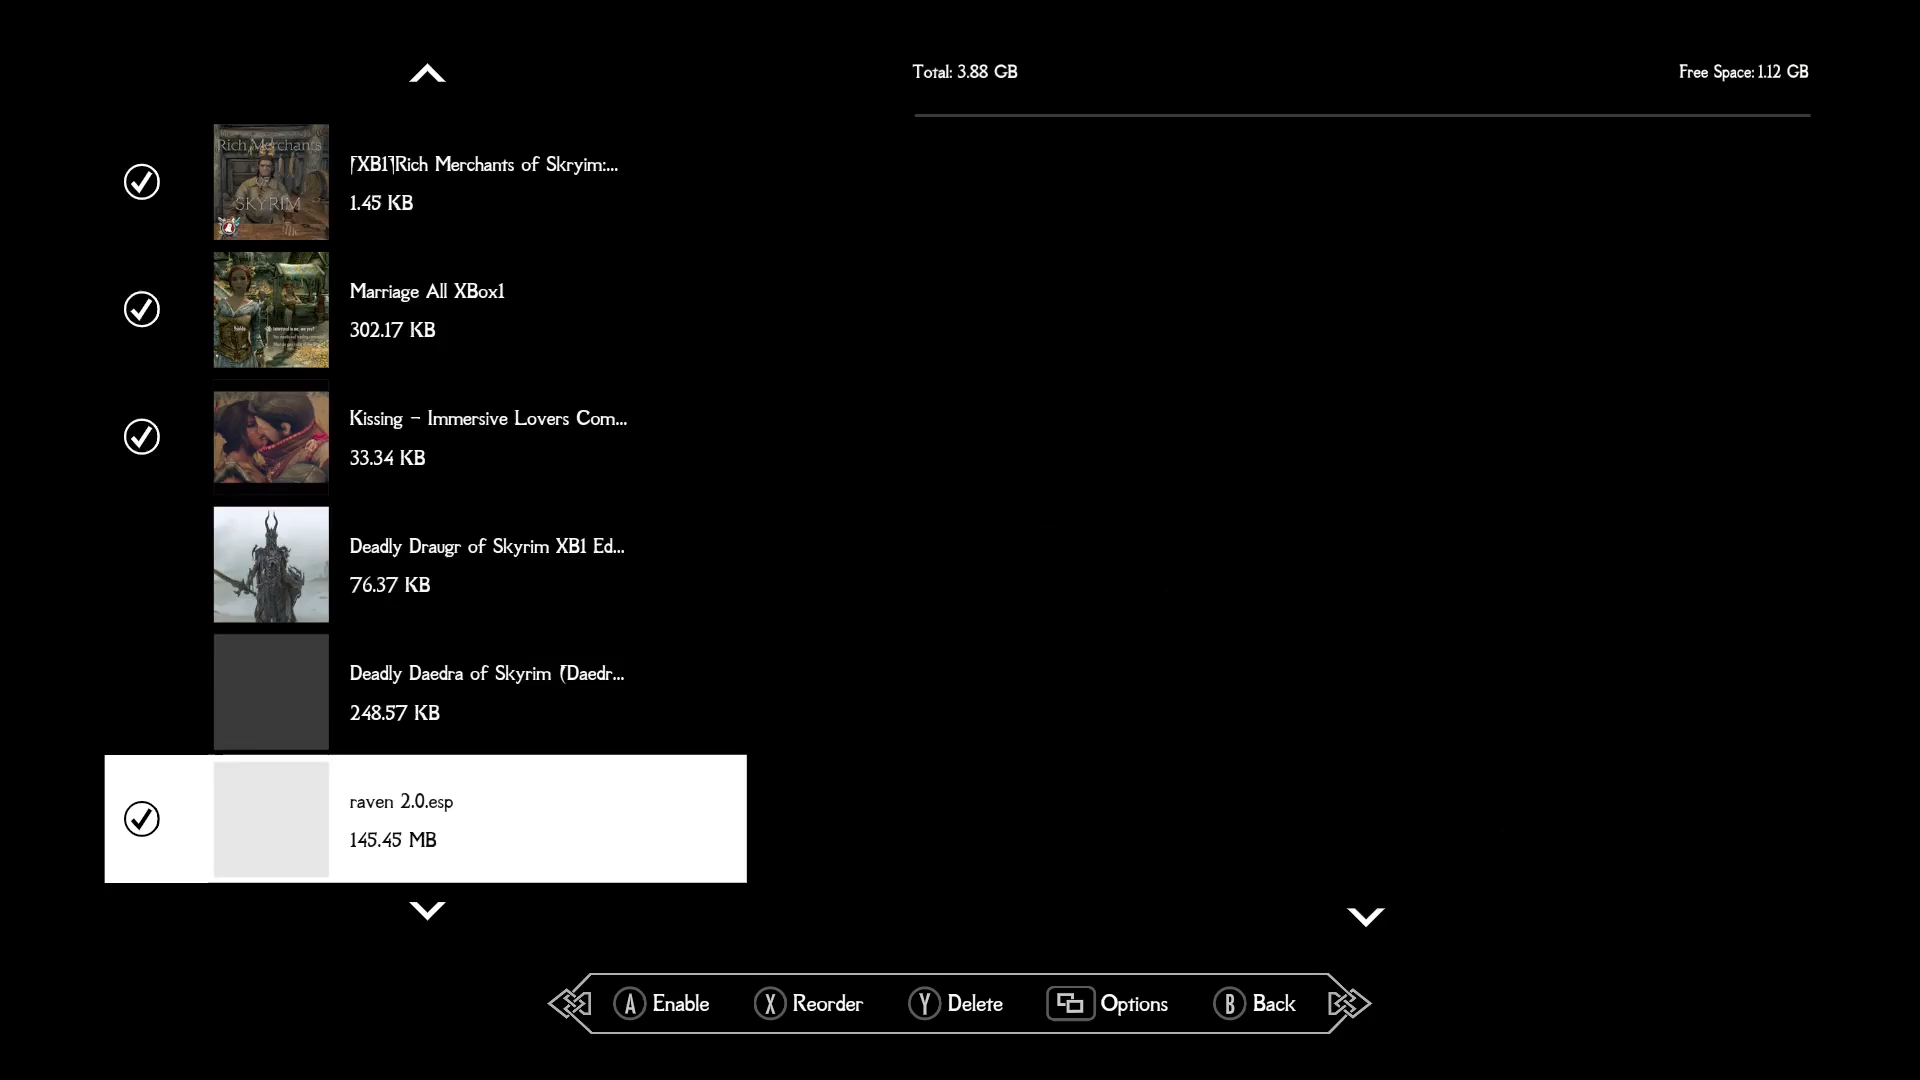 Total: 3.88 GB
Free Space: 1.12 GB
Rich Merchants
SKYRIM
[XB1]Rich Merchants of Skryim:...
1.45 KB
Marriage All XBox1
302.17 KB
Kissing - Immersive Lovers Com...
33.34 KB
Deadly Draugr of Skyrim XB1 Ed...
76.37 KB
Deadly Daedra of Skyrim (Daedr...
248.57 KB
raven 2.0.esp
145.45 MB
A Enable
X Reorder
Y Delete
Options
B Back